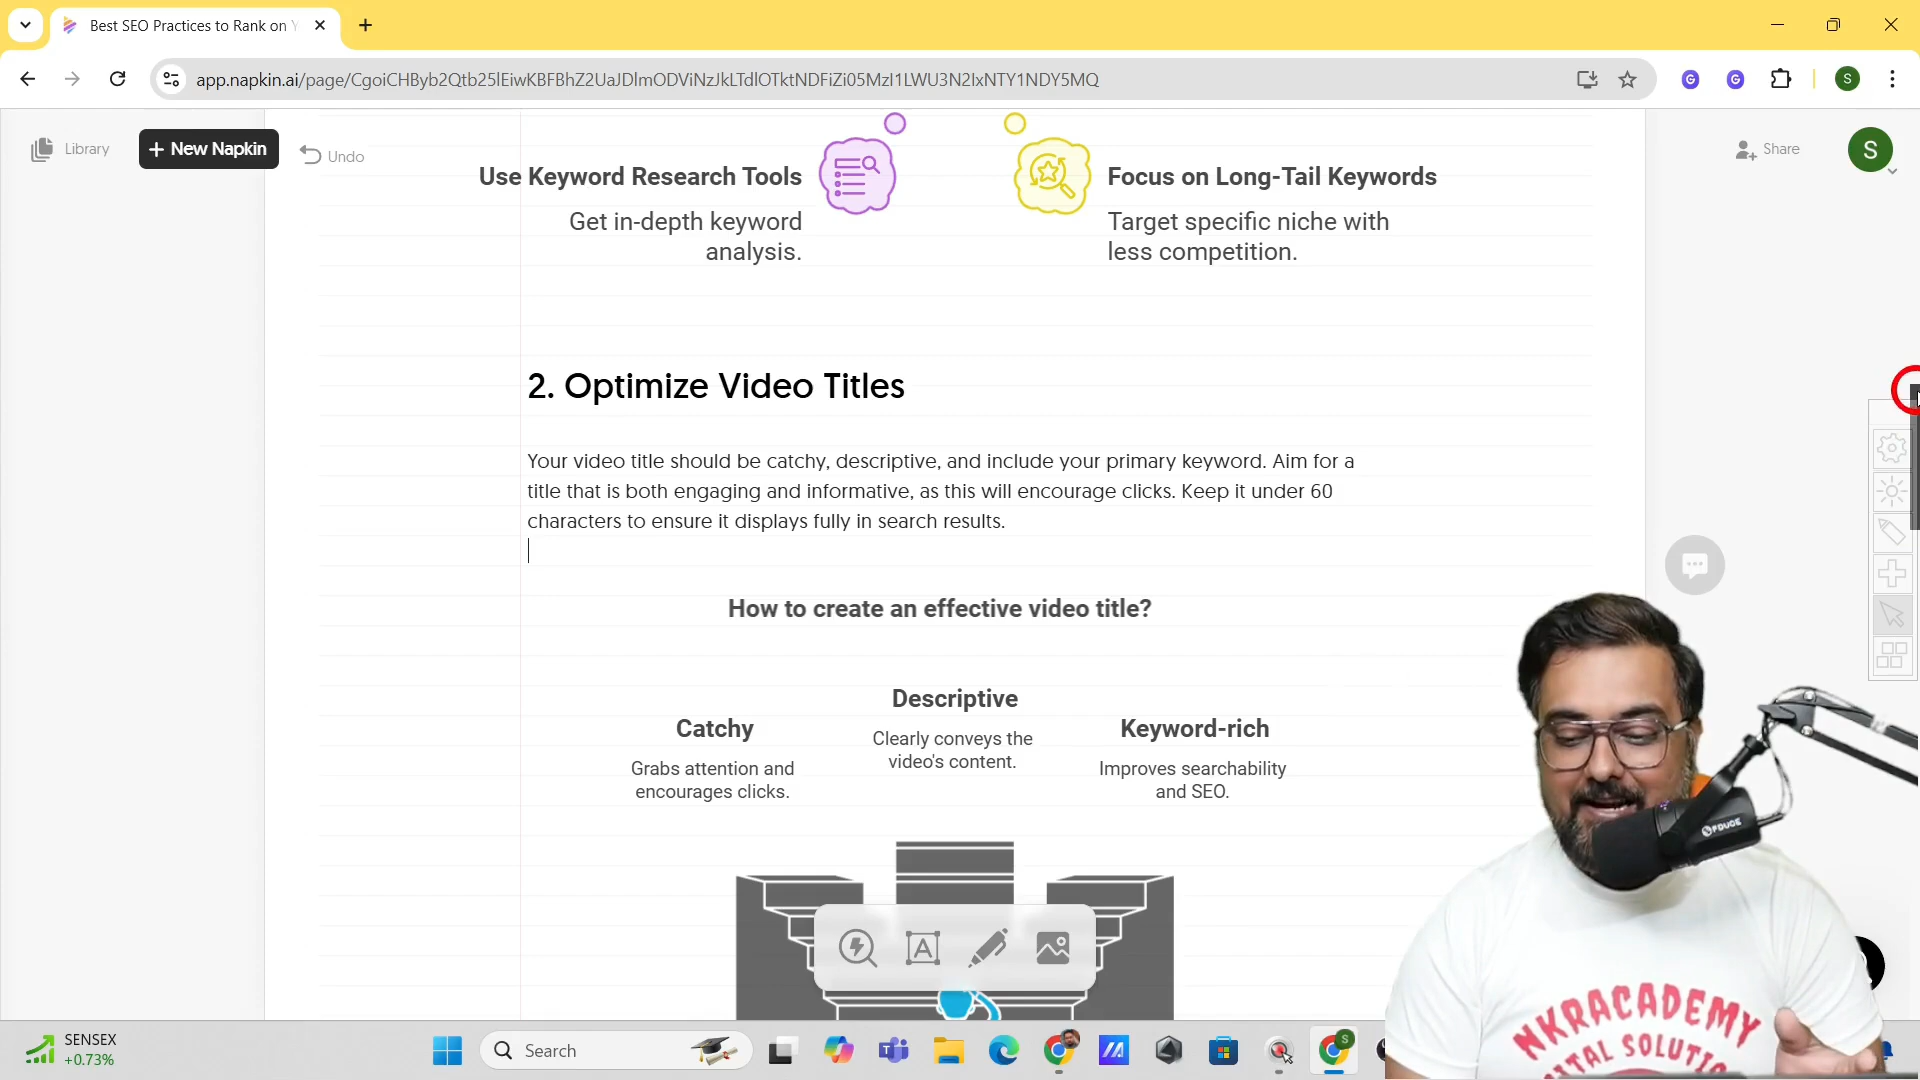 Best SEO Practices to Rank on Y
app.napkin.ai/page/CgoiCHByb2Qtb25lEiwKBFBhZ2UaJDlmODViNzJkLTdlOTktNDFiZi05MzI1LWU3N2IxNTY1NDY5MQ
S
Library
+ New Napkin
Undo
Share
S
Use Keyword Research Tools
Get in-depth keyword
analysis.
Focus on Long-Tail Keywords
Target specific niche with
less competition.
2. Optimize Video Titles
Your video title should be catchy, descriptive, and include your primary keyword. Aim for a
title that is both engaging and informative, as this will encourage clicks. Keep it under 60
characters to ensure it displays fully in search results.
How to create an effective video title?
Catchy
Grabs attention and
encourages clicks.
Descriptive
Clearly conveys the
video's content.
Keyword-rich
Improves searchability
and SEO.
A
FDUCE
NKRACADEMY
ITAL SOLUTIO
SENSEX
+0.73%
Search
S